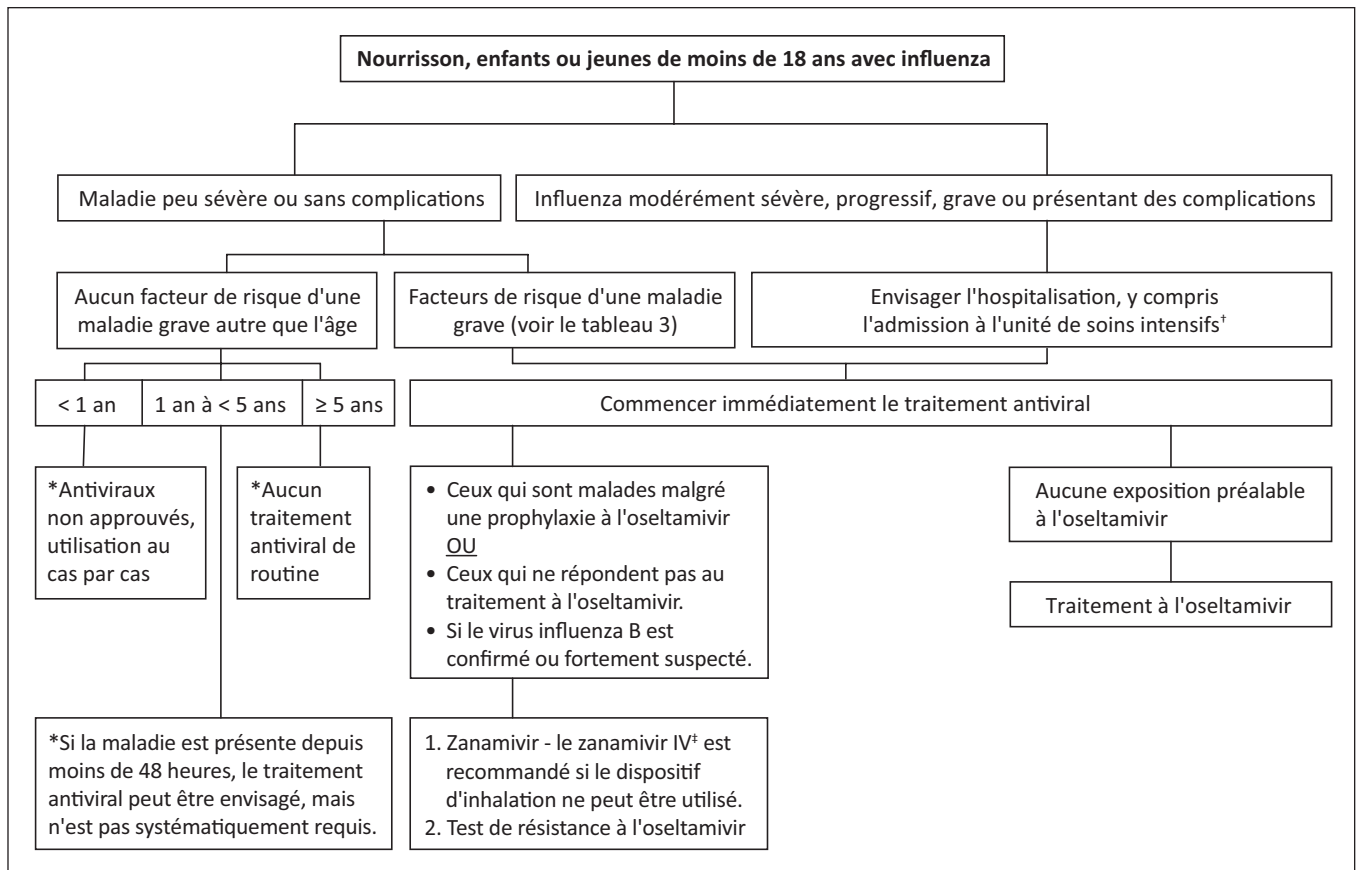 Nourrisson, enfants ou jeunes de moins de 18 ans avec influenza
Maladie peu sévère ou sans complications
Influenza modérément sévère, progressif, grave ou présentant des complications
Aucun facteur de risque d'une
maladie grave autre que l'âge
Facteurs de risque d'une maladie
grave (voir le tableau 3)
Envisager l'hospitalisation, y compris
l'admission à l'unité de soins intensifs†
< 1 an
1 an à < 5 ans
≥ 5 ans
Commencer immédiatement le traitement antiviral
*Antiviraux
non approuvés,
utilisation au
cas par cas
*Aucun
traitement
antiviral de
routine
• Ceux qui sont malades malgré
une prophylaxie à l'oseltamivir
OU
• Ceux qui ne répondent pas au
traitement à l'oseltamivir.
• Si le virus influenza B est
confirmé ou fortement suspecté.
Aucune exposition préalable
à l'oseltamivir
Traitement à l'oseltamivir
*Si la maladie est présente depuis
moins de 48 heures, le traitement
antiviral peut être envisagé, mais
n'est pas systématiquement requis.
1. Zanamivir - le zanamivir IV‡ est
recommandé si le dispositif
d'inhalation ne peut être utilisé.
2. Test de résistance à l'oseltamivir